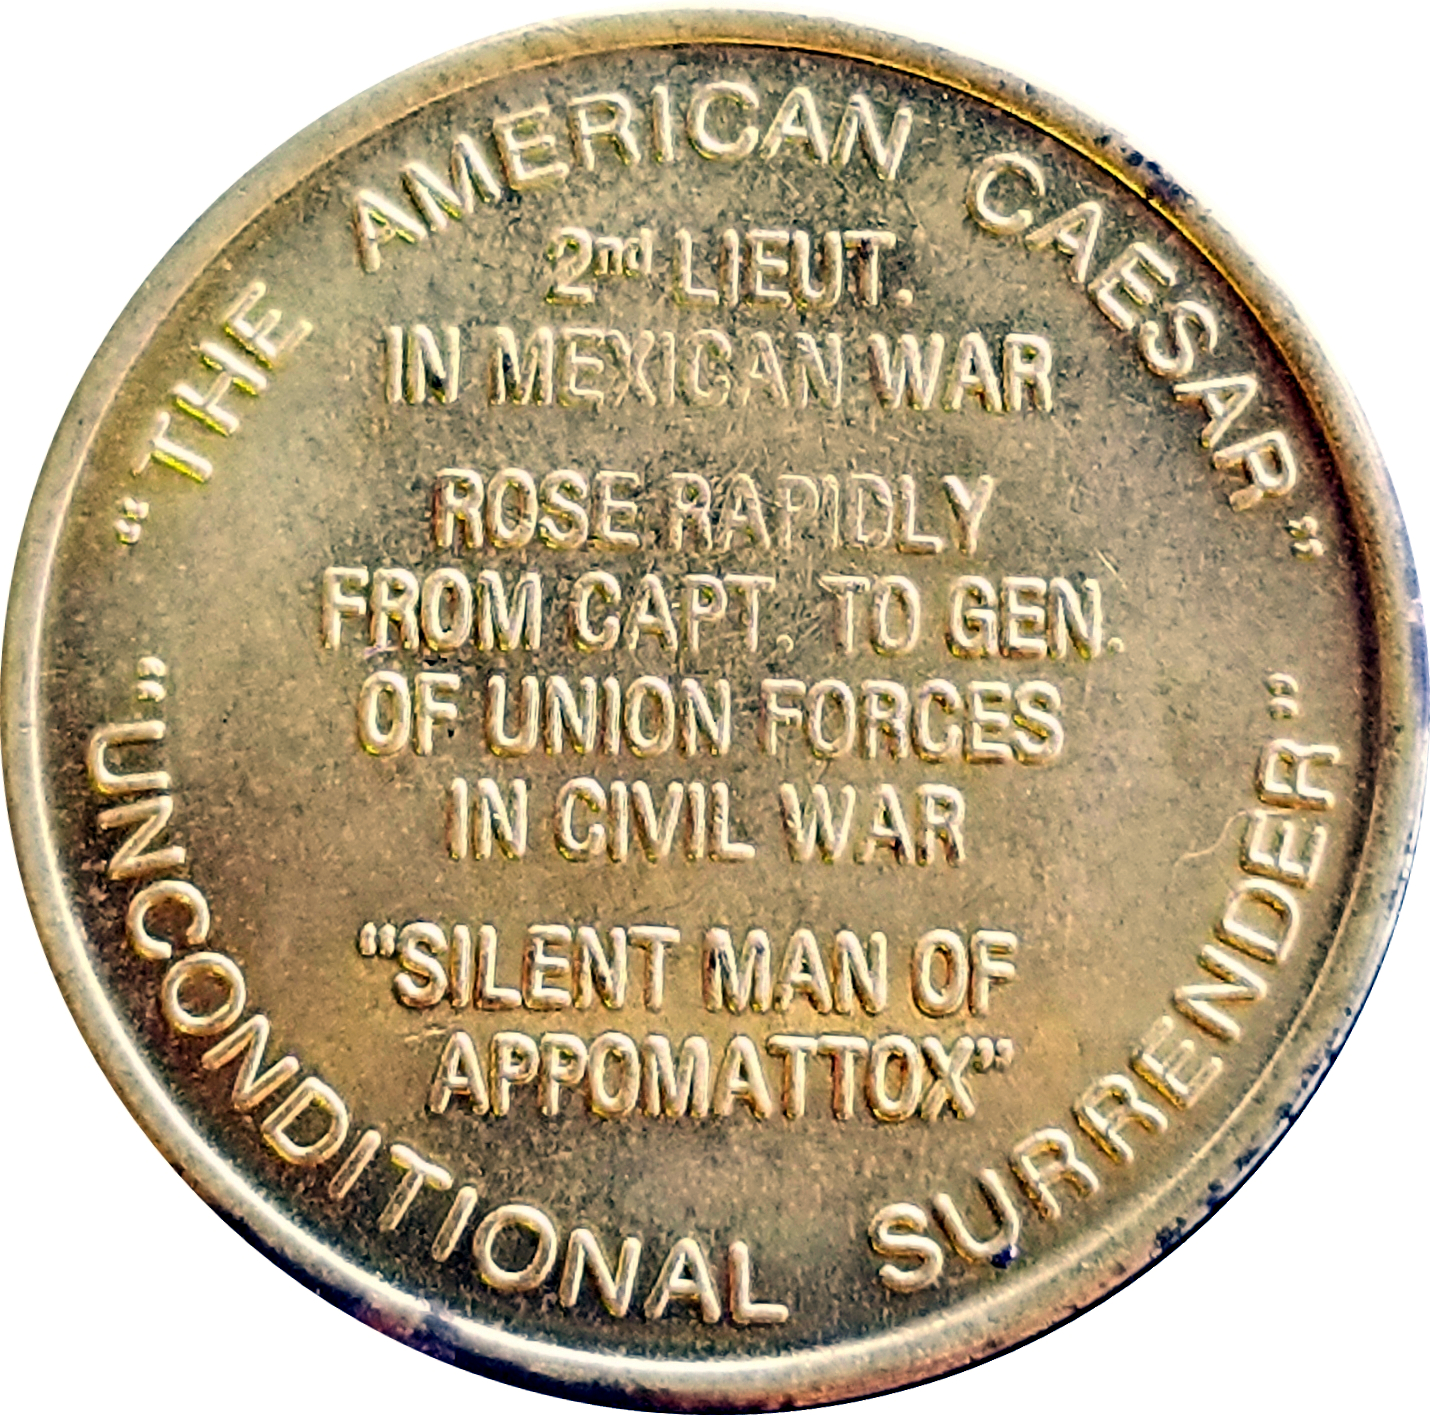 “THE AMERICAN CAESAR”
2nd LIEUT.
IN MEXICAN WAR
ROSE RAPIDLY
FROM CAPT. TO GEN.
OF UNION FORCES
IN CIVIL WAR
“SILENT MAN OF
APPOMATTOX”
“UNCONDITIONAL SURRENDER”